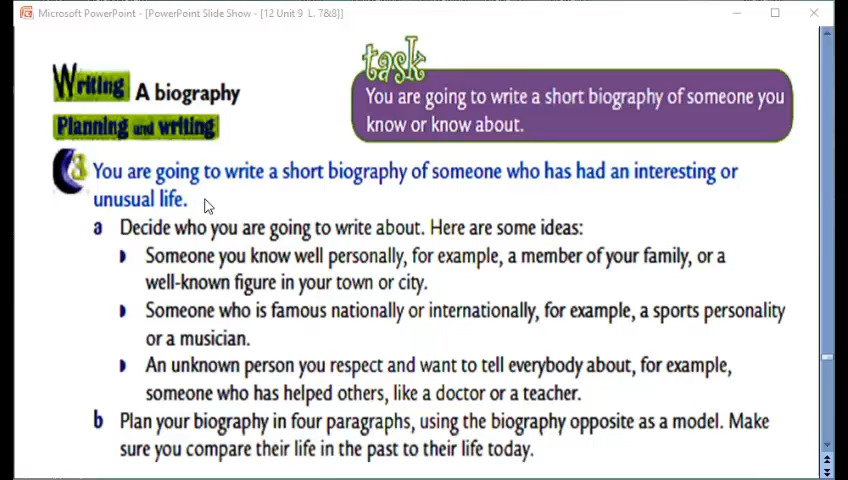 Microsoft PowerPoint - [PowerPoint Slide Show - [12 Unit 9 L. 7&8]]
task
Writing A biography
You are going to write a short biography of someone you
know or know about.
Planning and writing
3 You are going to write a short biography of someone who has had an interesting or
unusual life.
a Decide who you are going to write about. Here are some ideas:
Someone you know well personally, for example, a member of your family, or a
well-known figure in your town or city.
Someone who is famous nationally or internationally, for example, a sports personality
or a musician.
An unknown person you respect and want to tell everybody about, for example,
someone who has helped others, like a doctor or a teacher.
b Plan your biography in four paragraphs, using the biography opposite as a model. Make
sure you compare their life in the past to their life today.